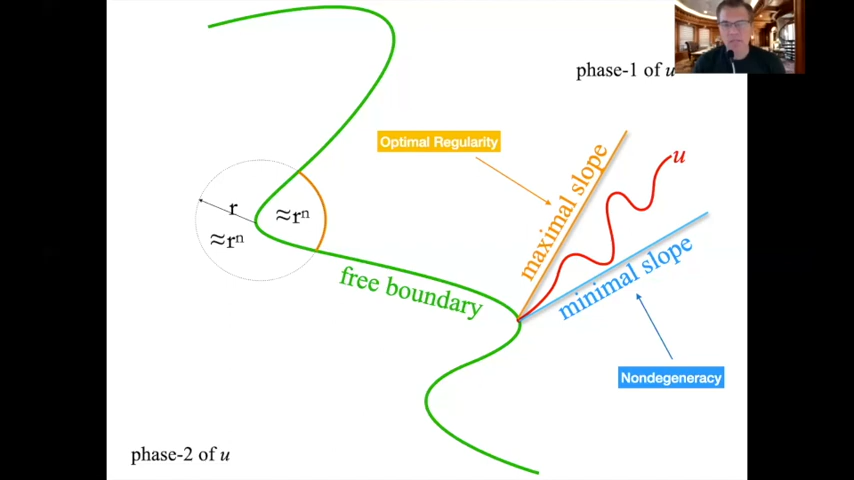 phase-1 of u
Optimal Regularity
maximal slope
u
r
≈rⁿ
≈rⁿ
minimal slope
free boundary
Nondegeneracy
phase-2 of u